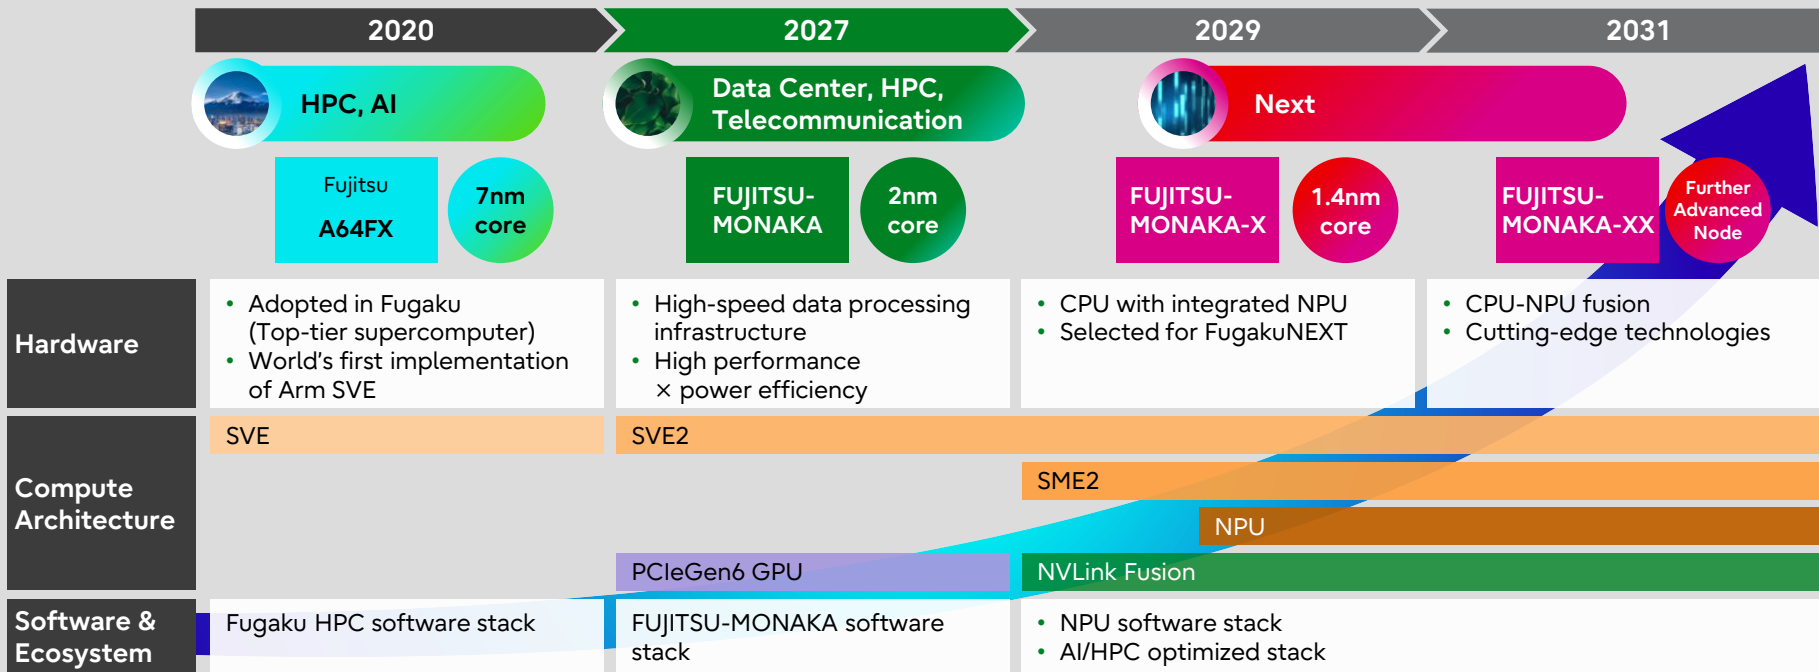 2020
2027
2029
2031
HPC, AI
Data Center, HPC,
Telecommunication
Next
Fujitsu
A64FX
7nm
core
FUJITSU-
MONAKA
2nm
core
FUJITSU-
MONAKA-X
1.4nm
core
FUJITSU-
MONAKA-XX
Further
Advanced
Node
Hardware
• Adopted in Fugaku
(Top-tier supercomputer)
• World's first implementation
of Arm SVE
• High-speed data processing
infrastructure
• High performance
× power efficiency
• CPU with integrated NPU
• Selected for FugakuNEXT
• CPU-NPU fusion
• Cutting-edge technologies
Compute
Architecture
SVE
SVE2
SME2
NPU
PCIeGen6 GPU
NVLink Fusion
Software &
Ecosystem
Fugaku HPC software stack
FUJITSU-MONAKA software
stack
• NPU software stack
• AI/HPC optimized stack